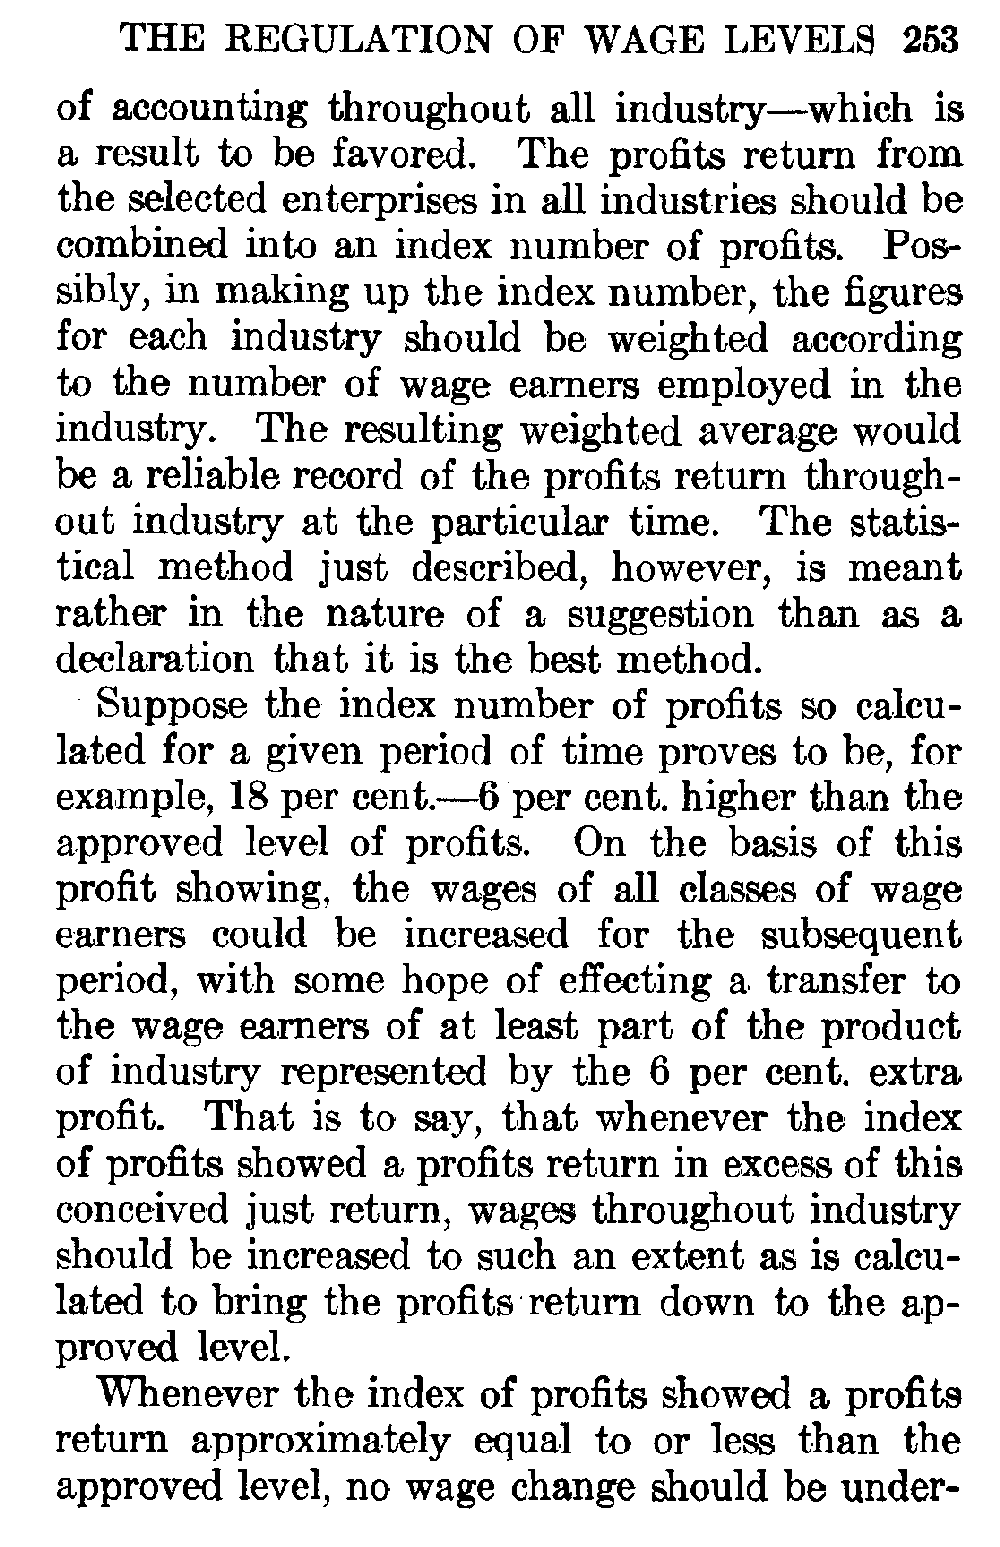 THE REGULATION OF WAGE LEVELS 253
of accounting throughout all industry—which is
a result to be favored. The profits return from
the selected enterprises in all industries should be
combined into an index number of profits. Pos-
sibly, in making up the index number, the figures
for each industry should be weighted according
to the number of wage earners employed in the
industry. The resulting weighted average would
be a reliable record of the profits return through-
out industry at the particular time. The statis-
tical method just described, however, is meant
rather in the nature of a suggestion than as a
declaration that it is the best method.
Suppose the index number of profits so calcu-
lated for a given period of time proves to be, for
example, 18 per cent.—6 per cent. higher than the
approved level of profits. On the basis of this
profit showing, the wages of all classes of wage
earners could be increased for the subsequent
period, with some hope of effecting a transfer to
the wage earners of at least part of the product
of industry represented by the 6 per cent. extra
profit. That is to say, that whenever the index
of profits showed a profits return in excess of this
conceived just return, wages throughout industry
should be increased to such an extent as is calcu-
lated to bring the profits return down to the ap-
proved level.
Whenever the index of profits showed a profits
return approximately equal to or less than the
approved level, no wage change should be under-